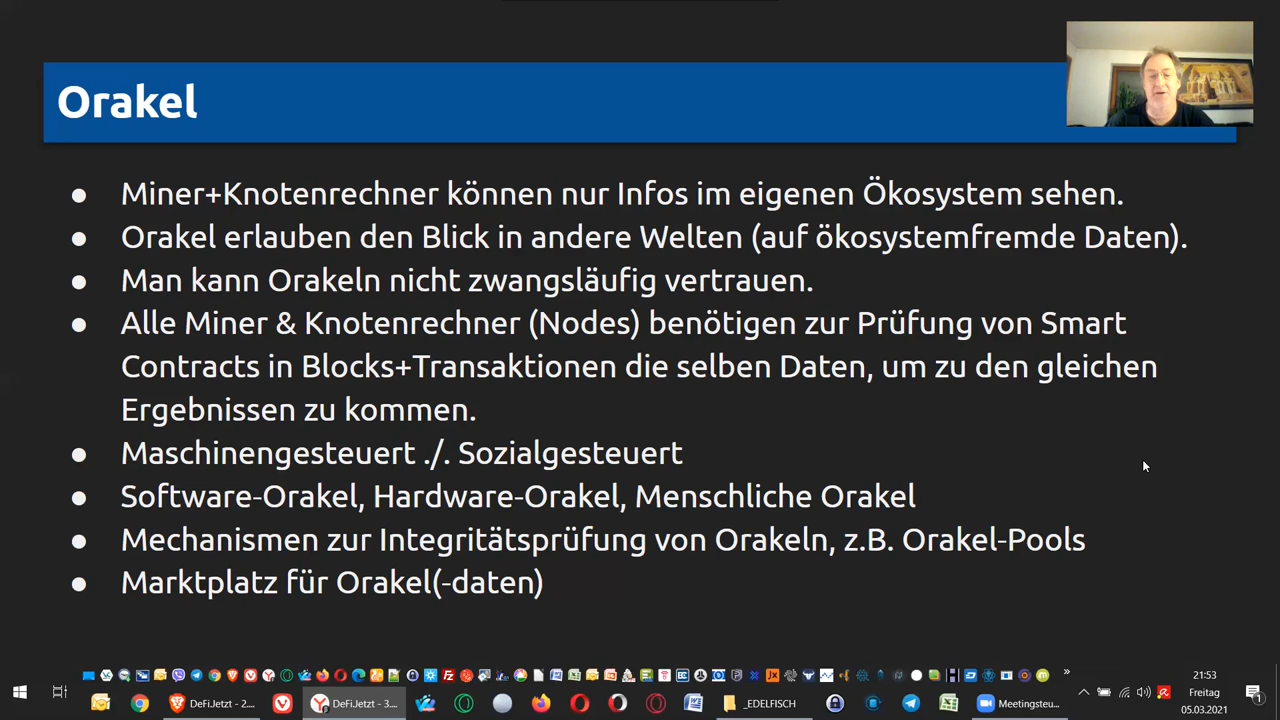 Orakel
● Miner+Knotenrechner können nur Infos im eigenen Ökosystem sehen.
● Orakel erlauben den Blick in andere Welten (auf ökosystemfremde Daten).
● Man kann Orakeln nicht zwangsläufig vertrauen.
● Alle Miner & Knotenrechner (Nodes) benötigen zur Prüfung von Smart
Contracts in Blocks+Transaktionen die selben Daten, um zu den gleichen
Ergebnissen zu kommen.
● Maschinengesteuert ./. Sozialgesteuert
● Software-Orakel, Hardware-Orakel, Menschliche Orakel
● Mechanismen zur Integritätsprüfung von Orakeln, z.B. Orakel-Pools
● Marktplatz für Orakel(-daten)
21:53
DeFi.Jetzt - 2... DeFi.Jetzt - 3... _EDELFISCH Meetingsteu... Freitag
05.03.2021